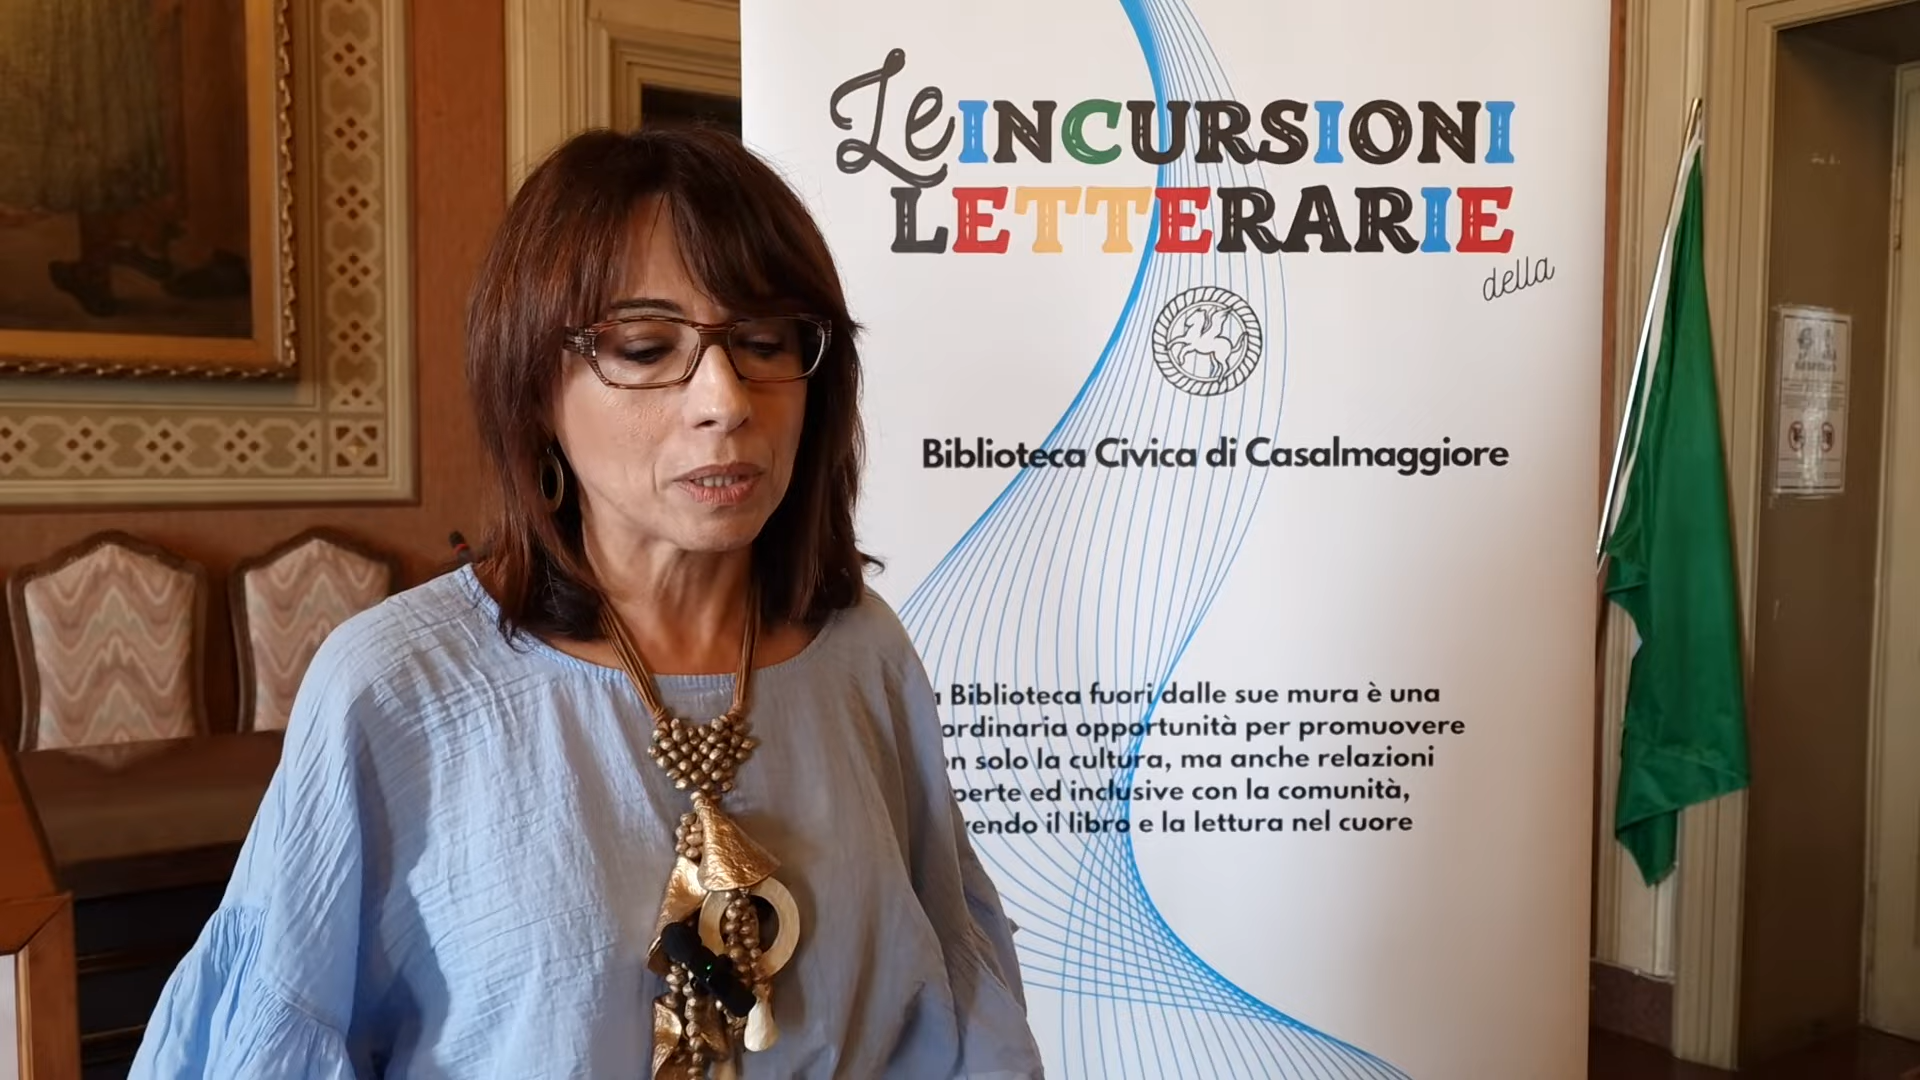 Le INCURSIONI
LETTERARIE
della
Biblioteca Civica di Casalmaggiore
Biblioteca fuori dalle sue mura è una
opportunità per promuovere
solo la cultura, ma anche relazioni
ed inclusive con la comunità,
il libro e la lettura nel cuore